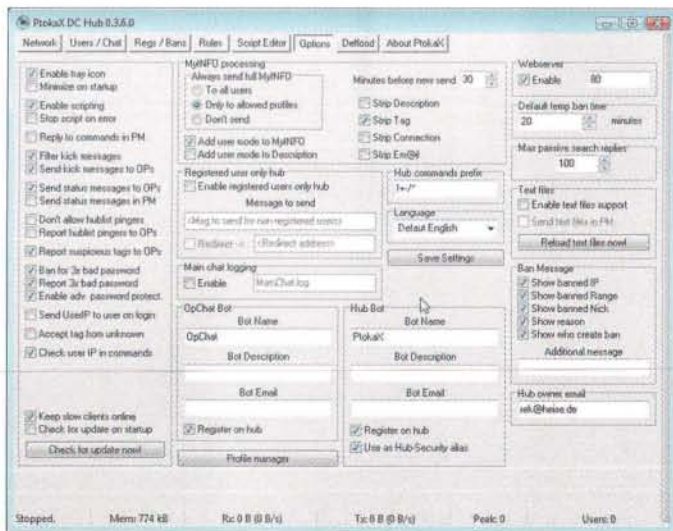 PtokaX DC Hub 0.3.6.0
Network Users / Chat Regs / Bans Rules Script Editor Options Deflood About PtokaX
Enable tray icon
Minimize on startup
Enable scripting
Stop script on error
Reply to commands in PM
Filter kick messages
Send kick messages to OPs
Send status messages to OPs
Send status messages in PM
Don't allow hublist pingers
Report hublist pingers to OPs
Report suspicious tags to OPs
Ban for 3x bad password
Report 3x bad password
Enable adv. password protect.
Send UserIP to user on login
Accept tag from unknown
Check user IP in commands
Keep slow clients online
Check for update on startup
Check for update now!
MyINFO processing
Always send full MyINFO
To all users
Only to allowed profiles
Don't send
Add user mode to MyINFO
Add user mode to Description
Minutes before new send 30
Strip Description
Strip Tag
Strip Connection
Strip Em@il
Registered user only hub
Enable registered users only hub
Message to send
<Msg to send for non-registered users>
Redirect -> <Redirect address>
Hub commands prefix
Language
Default English
Save Settings
Main chat logging
Enable MainChat.log
OpChat Bot
Bot Name
OpChat
Bot Description
Bot Email
Register on hub
Profile manager
Hub Bot
Bot Name
PtokaX
Bot Description
Bot Email
Register on hub
Use as Hub-Security alias
Webserver
Enable 80
Default temp ban time
20 minutes
Max passive search replies
100
Text files
Enable text files support
Send text files in PM
Reload text files now!
Ban Message
Show banned IP
Show banned Range
Show banned Nick
Show reason
Show who create ban
Additional message
Hub owner email
Stopped. Mem: 774 kB Rx: 0 B (0 B/s) Tx: 0 B (0 B/s) Peak: 0 Users: 0